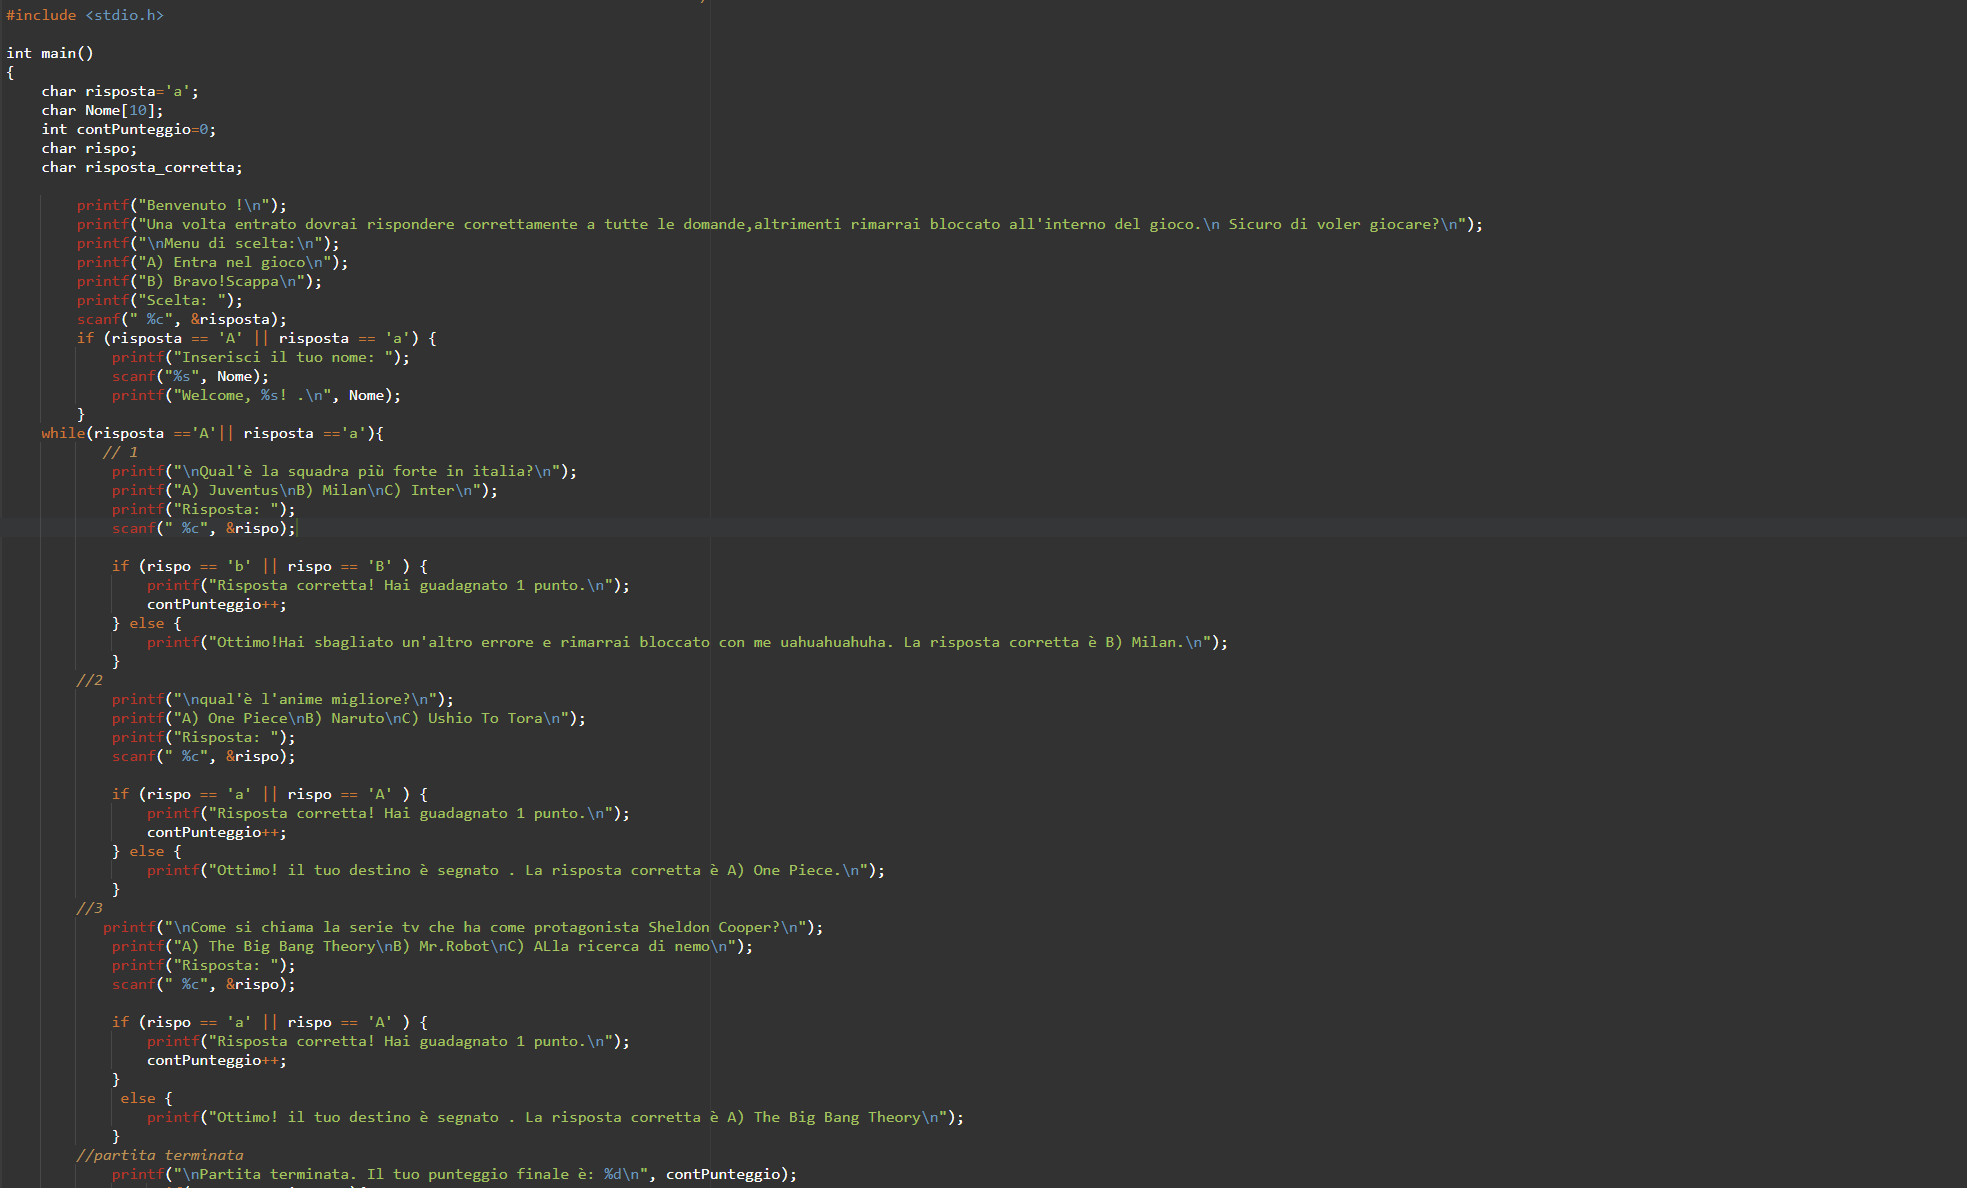 #include <stdio.h>
int main()
{
char risposta='a';
char Nome[10];
int contPunteggio=0;
char rispo;
char risposta_corretta;
printf("Benvenuto !\n");
printf("Una volta entrato dovrai rispondere correttamente a tutte le domande,altrimenti rimarrai bloccato all'interno del gioco.\n Sicuro di voler giocare?\n");
printf("\nMenu di scelta:\n");
printf("A) Entra nel gioco\n");
printf("B) Bravo!Scappa\n");
printf("Scelta: ");
scanf(" %c", &risposta);
if (risposta == 'A' || risposta == 'a') {
printf("Inserisci il tuo nome: ");
scanf("%s", Nome);
printf("Welcome, %s! .\n", Nome);
}
while(risposta =='A'|| risposta =='a'){
// 1
printf("\nQual'è la squadra più forte in italia?\n");
printf("A) Juventus\nB) Milan\nC) Inter\n");
printf("Risposta: ");
scanf(" %c", &rispo);
if (rispo == 'b' || rispo == 'B' ) {
printf("Risposta corretta! Hai guadagnato 1 punto.\n");
contPunteggio++;
} else {
printf("Ottimo!Hai sbagliato un'altro errore e rimarrai bloccato con me uahuahuahuha. La risposta corretta è B) Milan.\n");
}
//2
printf("\nqual'è l'anime migliore?\n");
printf("A) One Piece\nB) Naruto\nC) Ushio To Tora\n");
printf("Risposta: ");
scanf(" %c", &rispo);
if (rispo == 'a' || rispo == 'A' ) {
printf("Risposta corretta! Hai guadagnato 1 punto.\n");
contPunteggio++;
} else {
printf("Ottimo! il tuo destino è segnato . La risposta corretta è A) One Piece.\n");
}
//3
printf("\nCome si chiama la serie tv che ha come protagonista Sheldon Cooper?\n");
printf("A) The Big Bang Theory\nB) Mr.Robot\nC) ALla ricerca di nemo\n");
printf("Risposta: ");
scanf(" %c", &rispo);
if (rispo == 'a' || rispo == 'A' ) {
printf("Risposta corretta! Hai guadagnato 1 punto.\n");
contPunteggio++;
}
else {
printf("Ottimo! il tuo destino è segnato . La risposta corretta è A) The Big Bang Theory\n");
}
//partita terminata
printf("\nPartita terminata. Il tuo punteggio finale è: %d\n", contPunteggio);